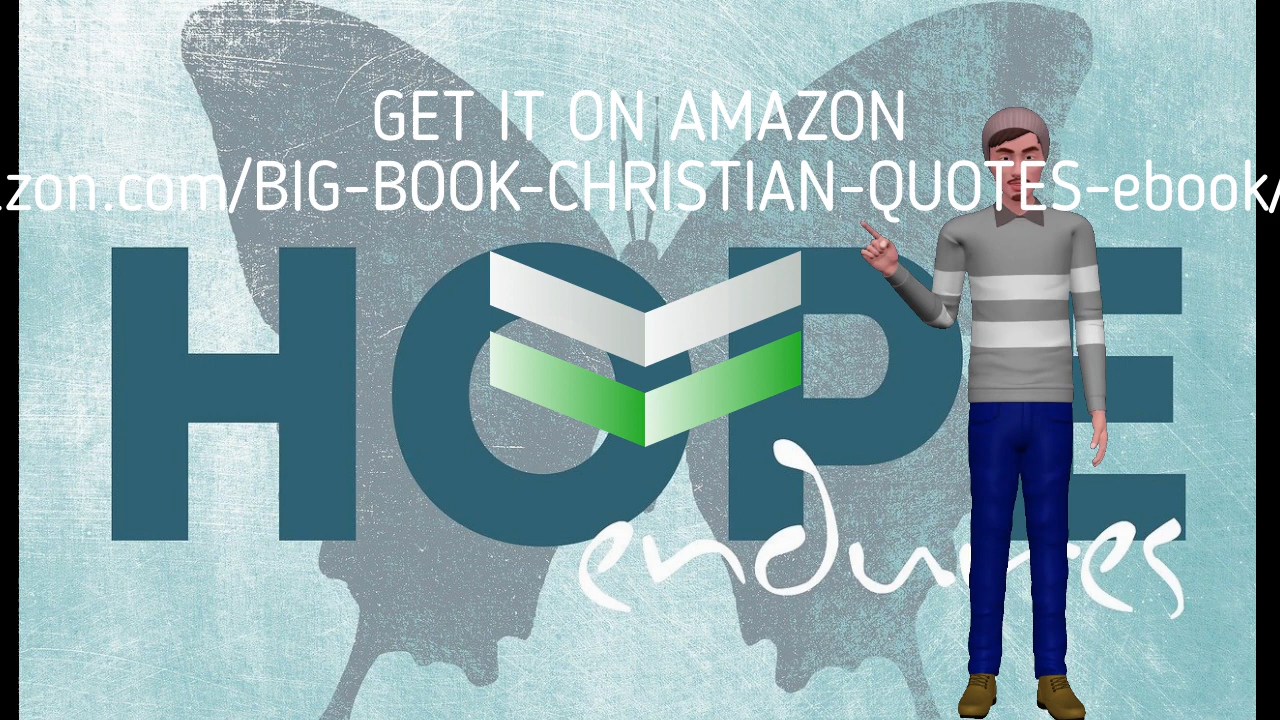 GET IT ON AMAZON
.zon.com/BIG-BOOK-CHRISTIAN-QUOTES-ebook/
HOPE
endures